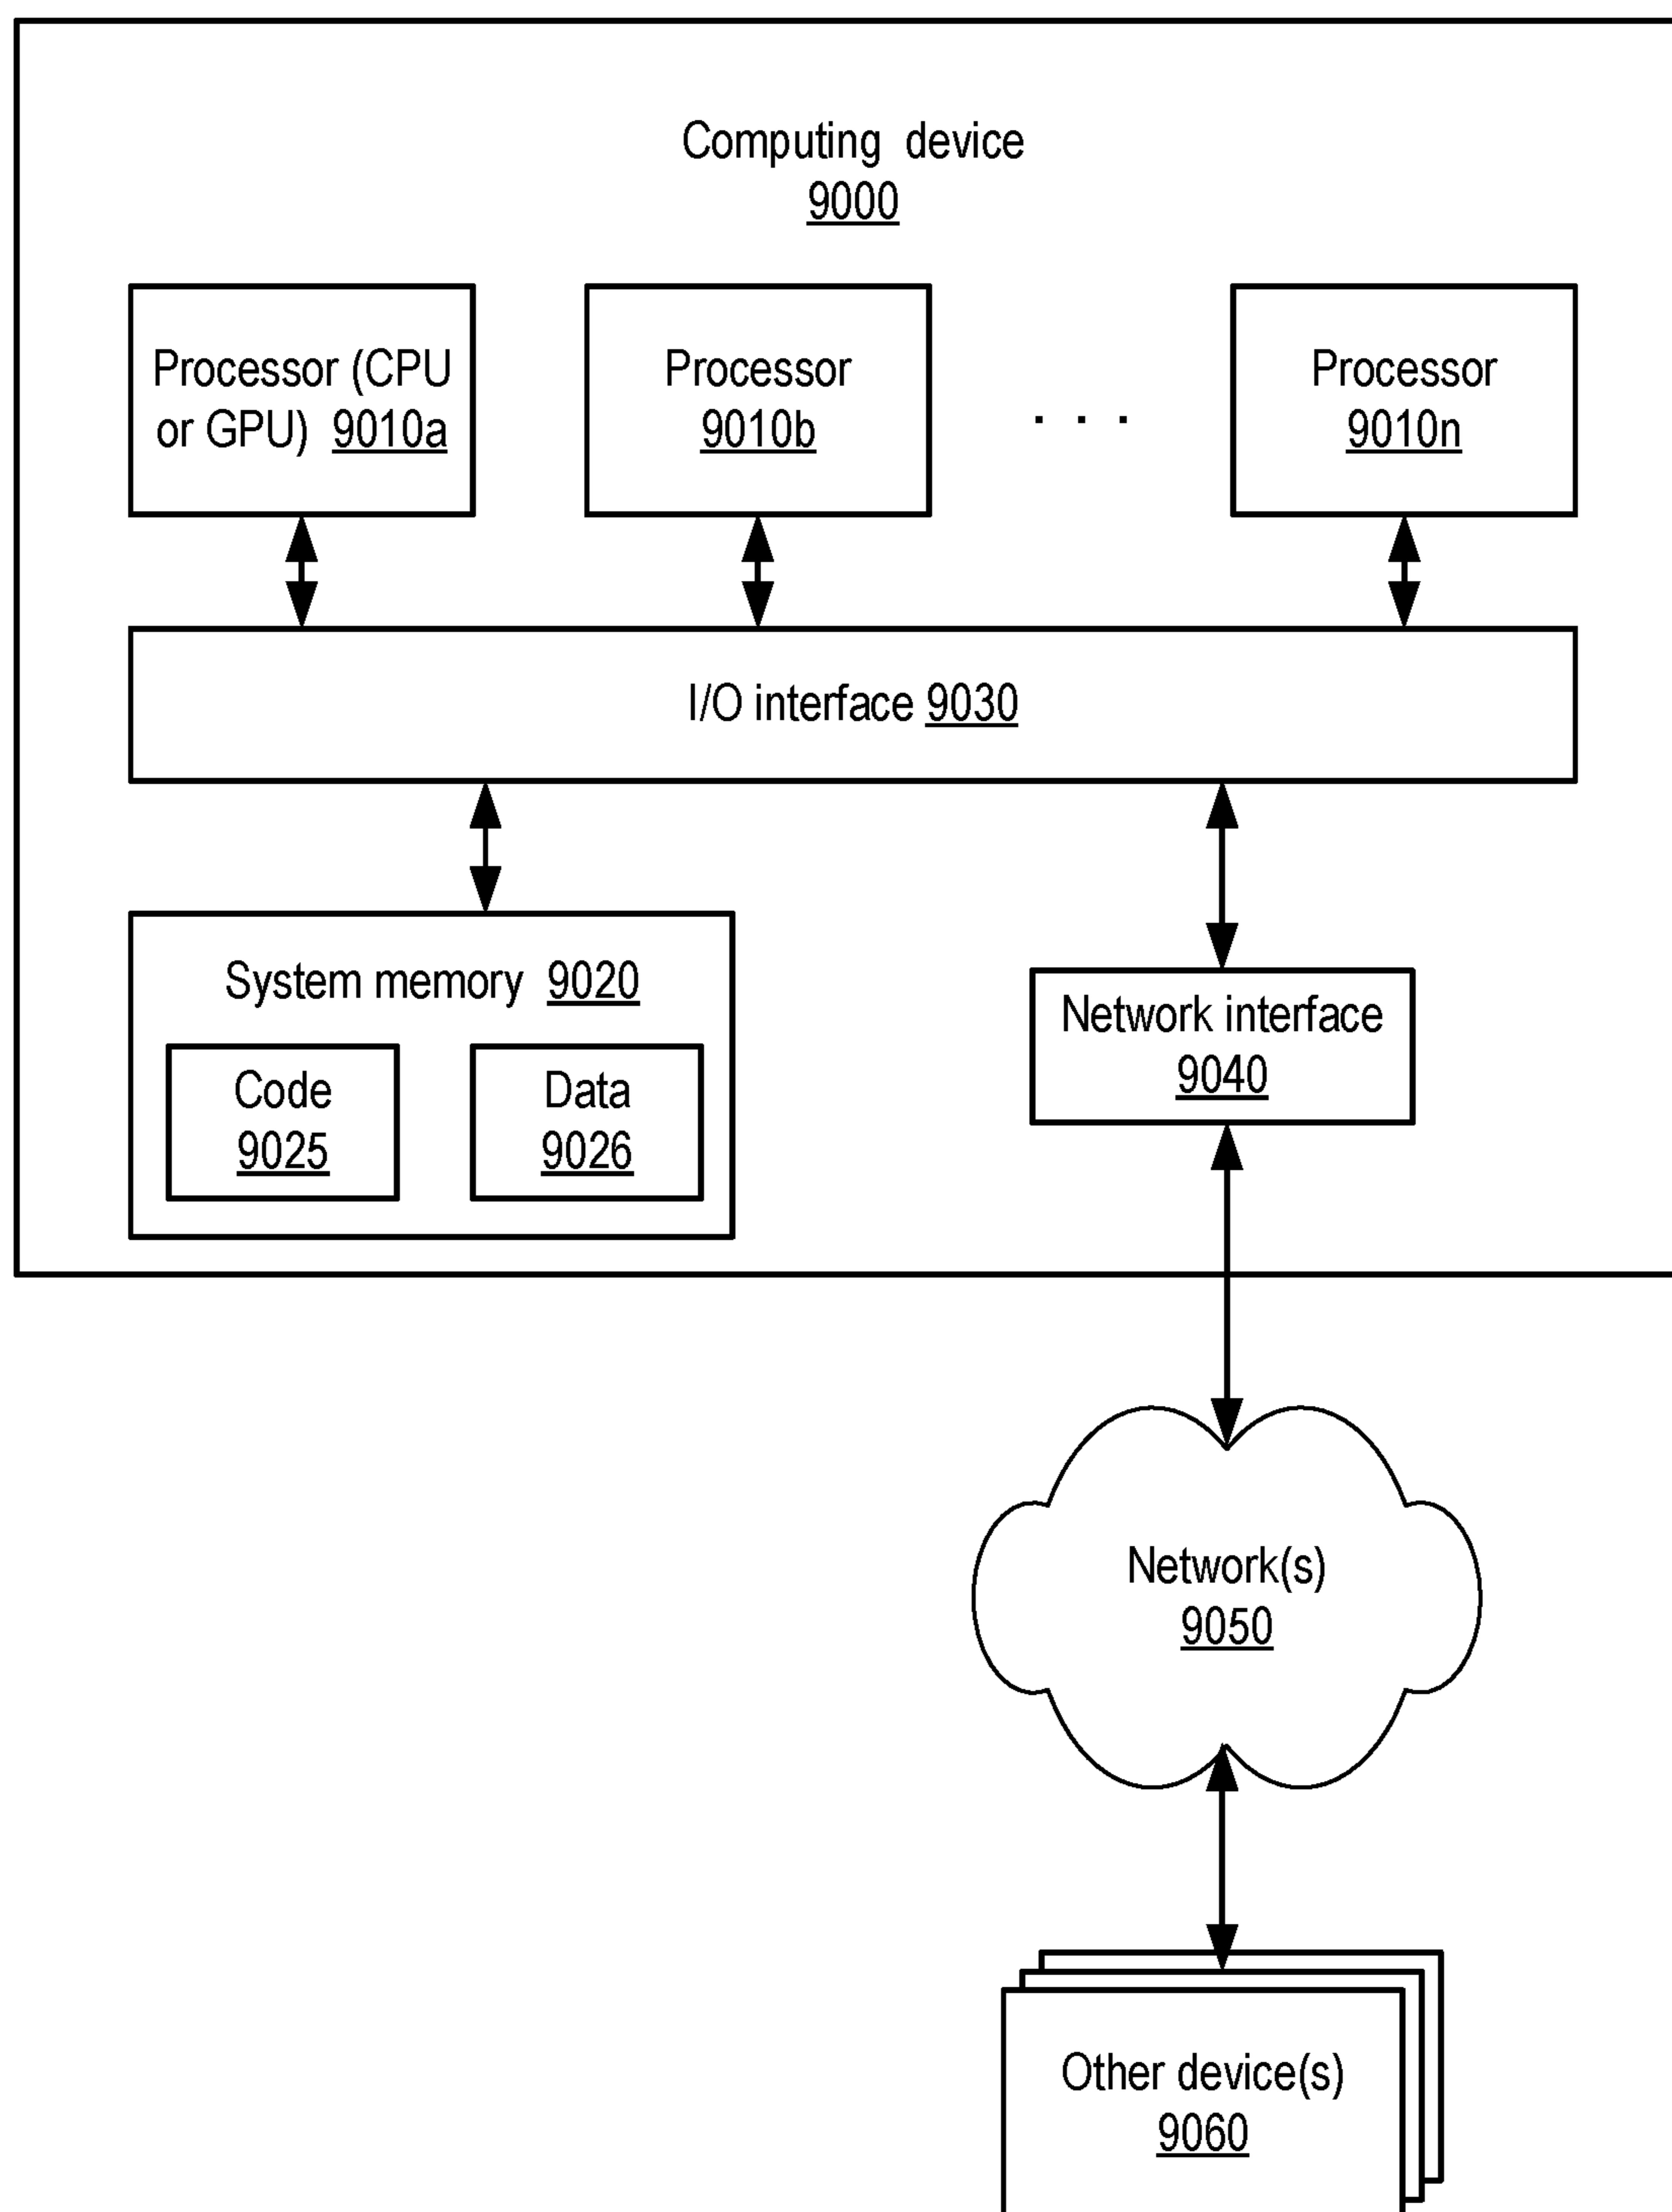 Computing device
9000
Processor (CPU
or GPU) 9010a
Processor
9010b
. . .
Processor
9010n
I/O interface 9030
System memory 9020
Code
9025
Data
9026
Network interface
9040
Network(s)
9050
Other device(s)
9060